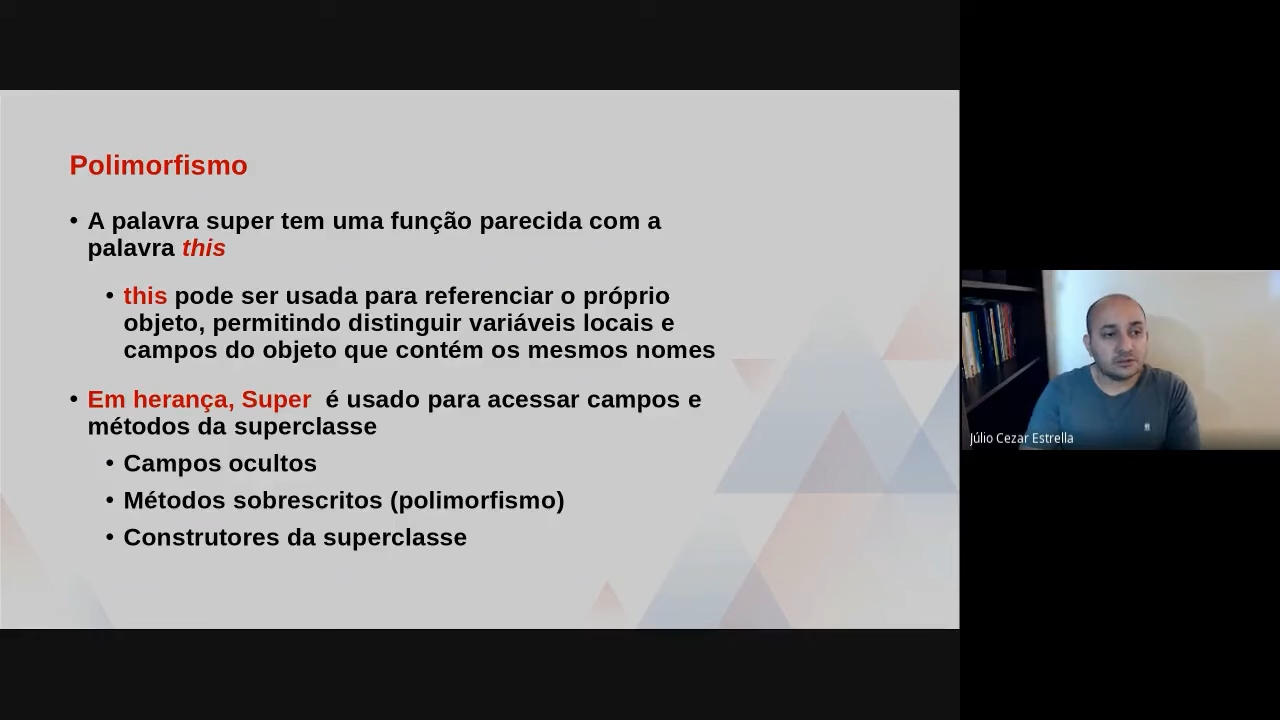 Polimorfismo
• A palavra super tem uma função parecida com a
palavra this
• this pode ser usada para referenciar o próprio
objeto, permitindo distinguir variáveis locais e
campos do objeto que contém os mesmos nomes
• Em herança, Super é usado para acessar campos e
métodos da superclasse
• Campos ocultos
• Métodos sobrescritos (polimorfismo)
• Construtores da superclasse
Júlio Cezar Estrella